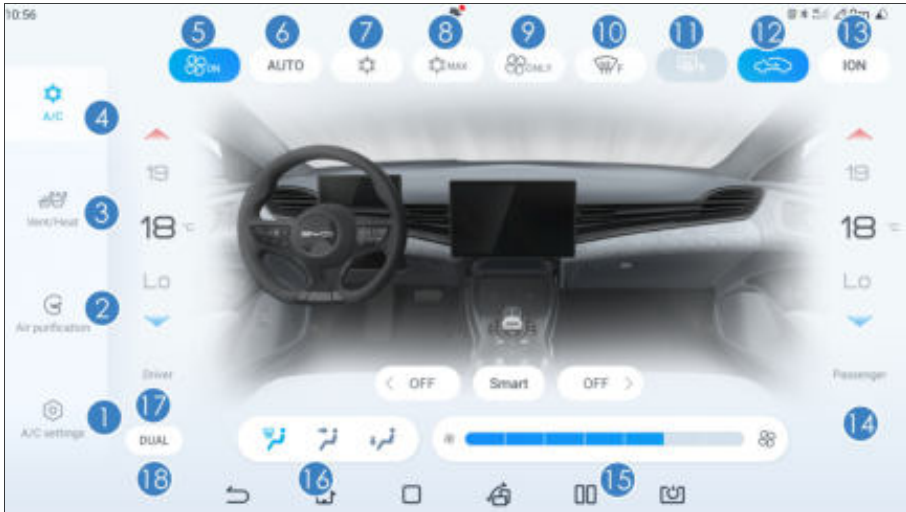 10:56
5 6 7 8 9 10 11 12 13
ON AUTO MAX ONLY F ION
A/C
4
19 19
Vent/Heat 3
18 °C 18 °C
BYD
Lo Lo
2
Air purification
Driver Passenger
< OFF Smart OFF >
1 17 14
A/C settings
DUAL
18 16 15